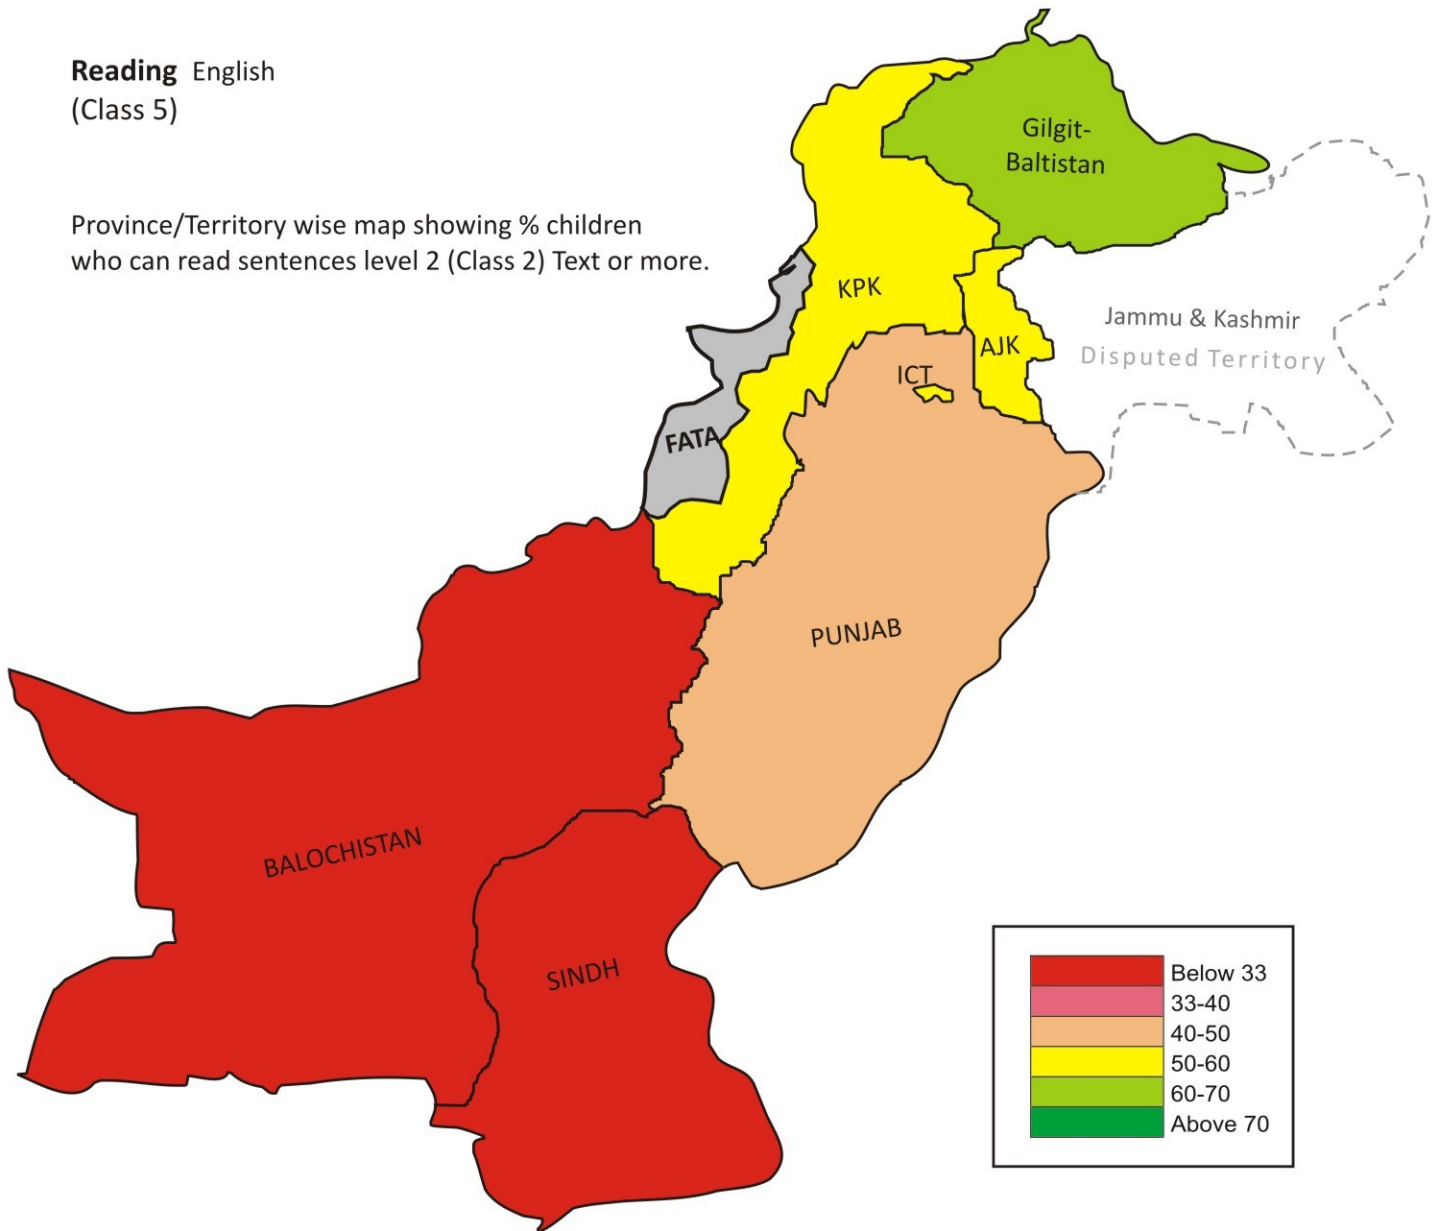 Reading English
(Class 5)
Province/Territory wise map showing % children
who can read sentences level 2 (Class 2) Text or more.
Gilgit-
Baltistan
KPK
Jammu & Kashmir
Disputed Territory
AJK
ICT
FATA
PUNJAB
BALOCHISTAN
SINDH
Below 33
33-40
40-50
50-60
60-70
Above 70